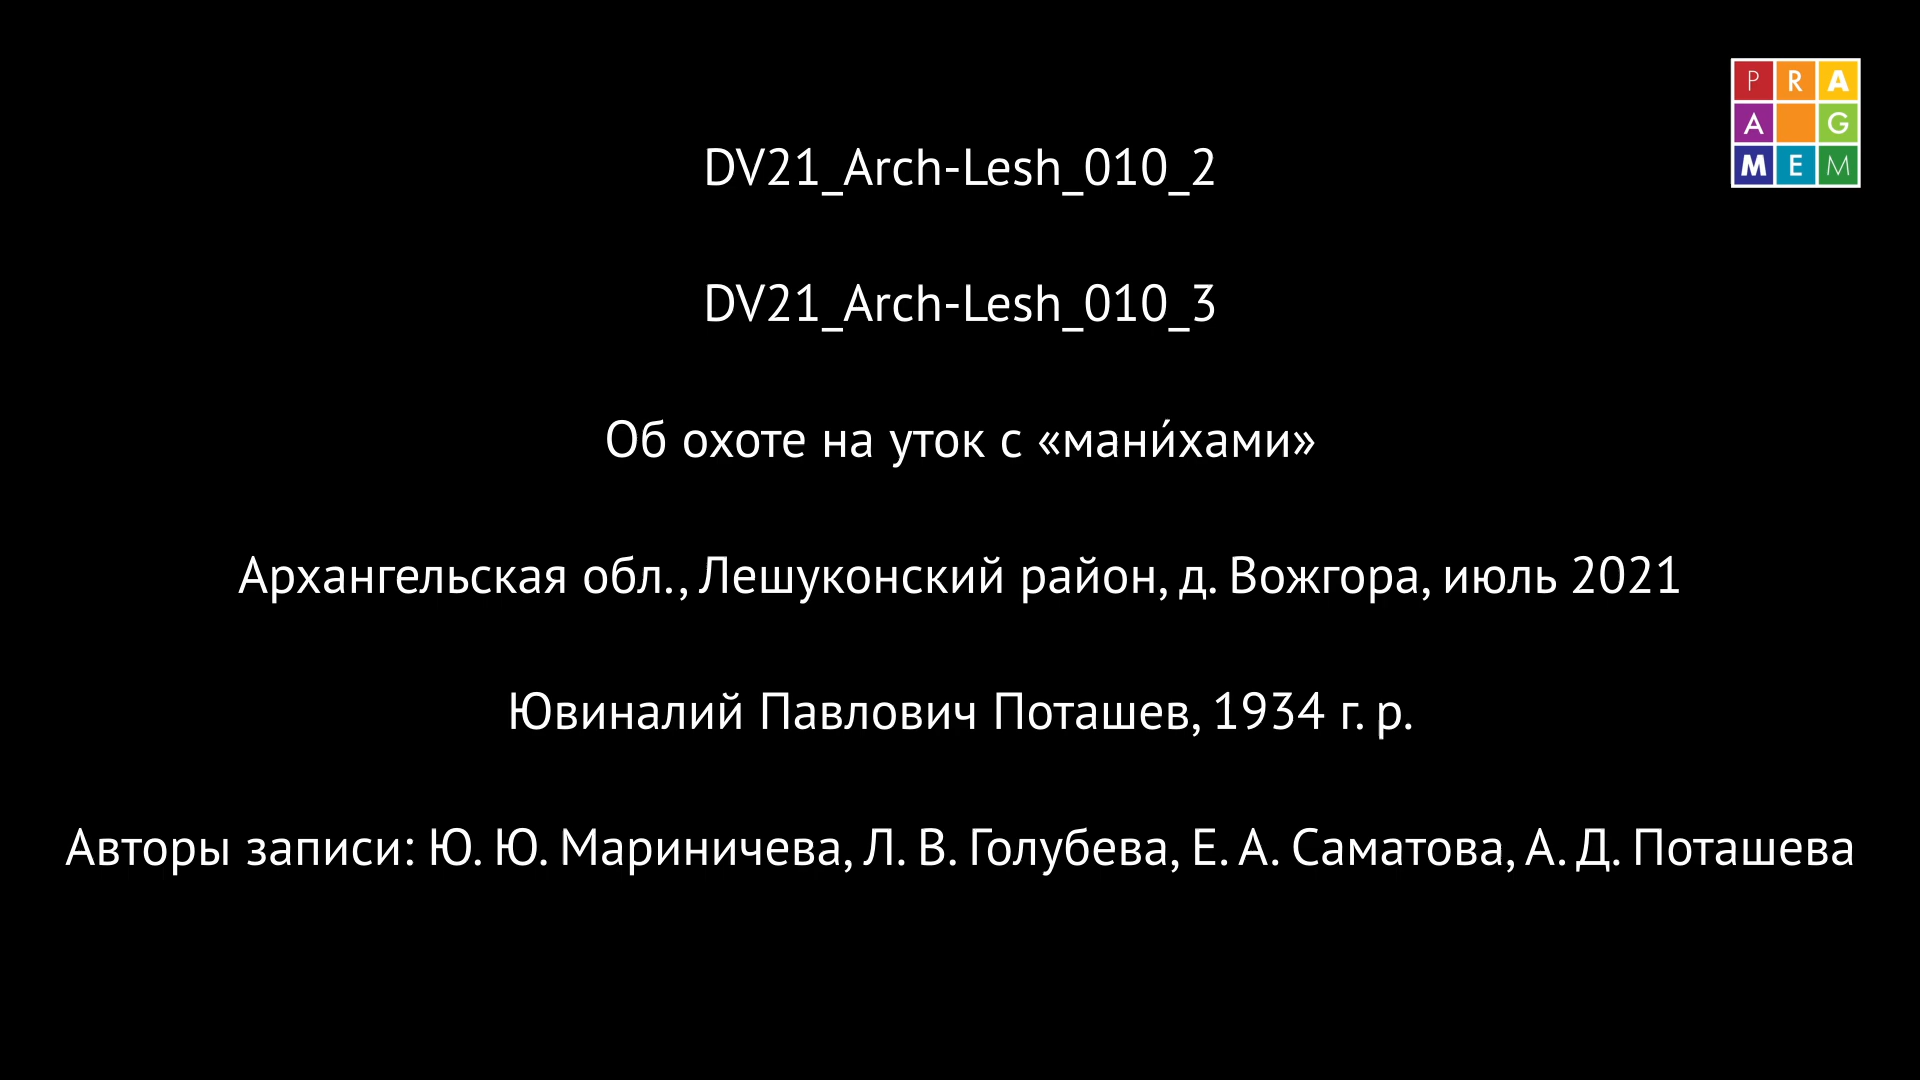 P R A
A G
M E M
DV21_Arch-Lesh_010_2
DV21_Arch-Lesh_010_3
Об охоте на уток с «мани́хами»
Архангельская обл., Лешуконский район, д. Вожгора, июль 2021
Ювиналий Павлович Поташев, 1934 г. р.
Авторы записи: Ю. Ю. Мариничева, Л. В. Голубева, Е. А. Саматова, А. Д. Поташева